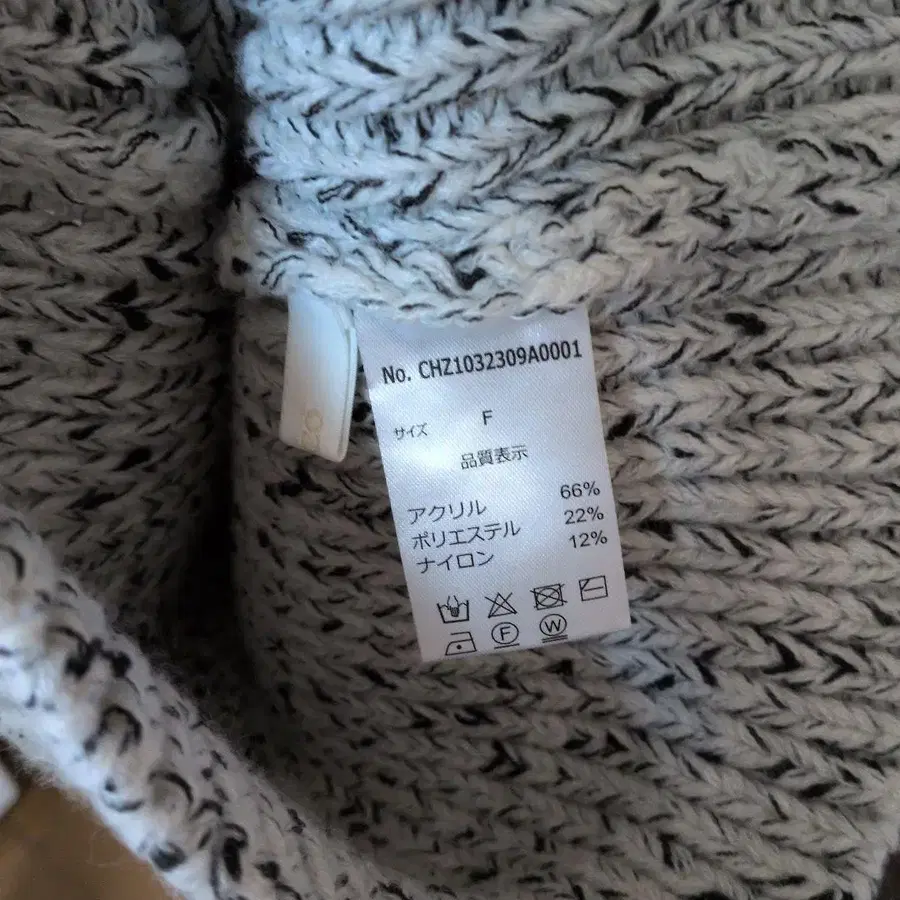 No. CHZ1032309A0001
サイズ F
品質表示
アクリル 66%
ポリエステル 22%
ナイロン 12%
F W